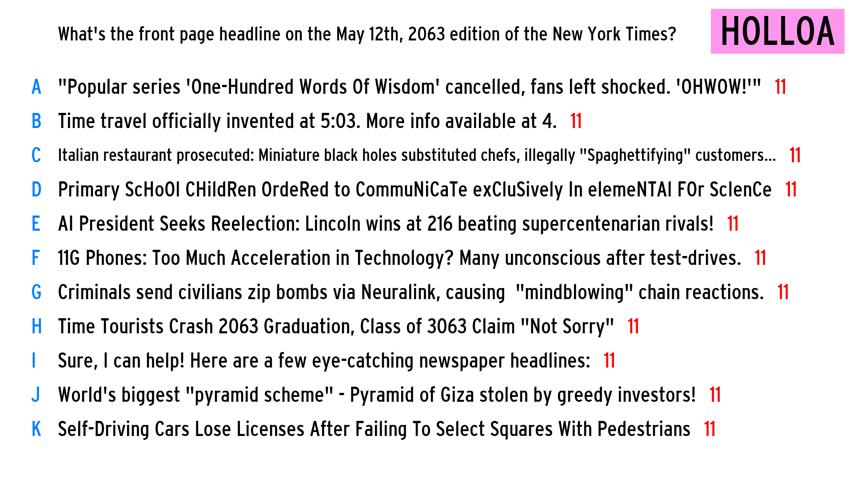 What's the front page headline on the May 12th, 2063 edition of the New York Times?
HOLLOA
A "Popular series 'One-Hundred Words Of Wisdom' cancelled, fans left shocked. 'OHWOW!'" 11
B Time travel officially invented at 5:03. More info available at 4. 11
C Italian restaurant prosecuted: Miniature black holes substituted chefs, illegally "Spaghettifying" customers... 11
D Primary ScHoOl CHildRen OrdeRed to CommuNiCaTe exCluSively In elemeNTAl FOr ScIenCe 11
E AI President Seeks Reelection: Lincoln wins at 216 beating supercentenarian rivals! 11
F 11G Phones: Too Much Acceleration in Technology? Many unconscious after test-drives. 11
G Criminals send civilians zip bombs via Neuralink, causing "mindblowing" chain reactions. 11
H Time Tourists Crash 2063 Graduation, Class of 3063 Claim "Not Sorry" 11
I Sure, I can help! Here are a few eye-catching newspaper headlines: 11
J World's biggest "pyramid scheme" - Pyramid of Giza stolen by greedy investors! 11
K Self-Driving Cars Lose Licenses After Failing To Select Squares With Pedestrians 11